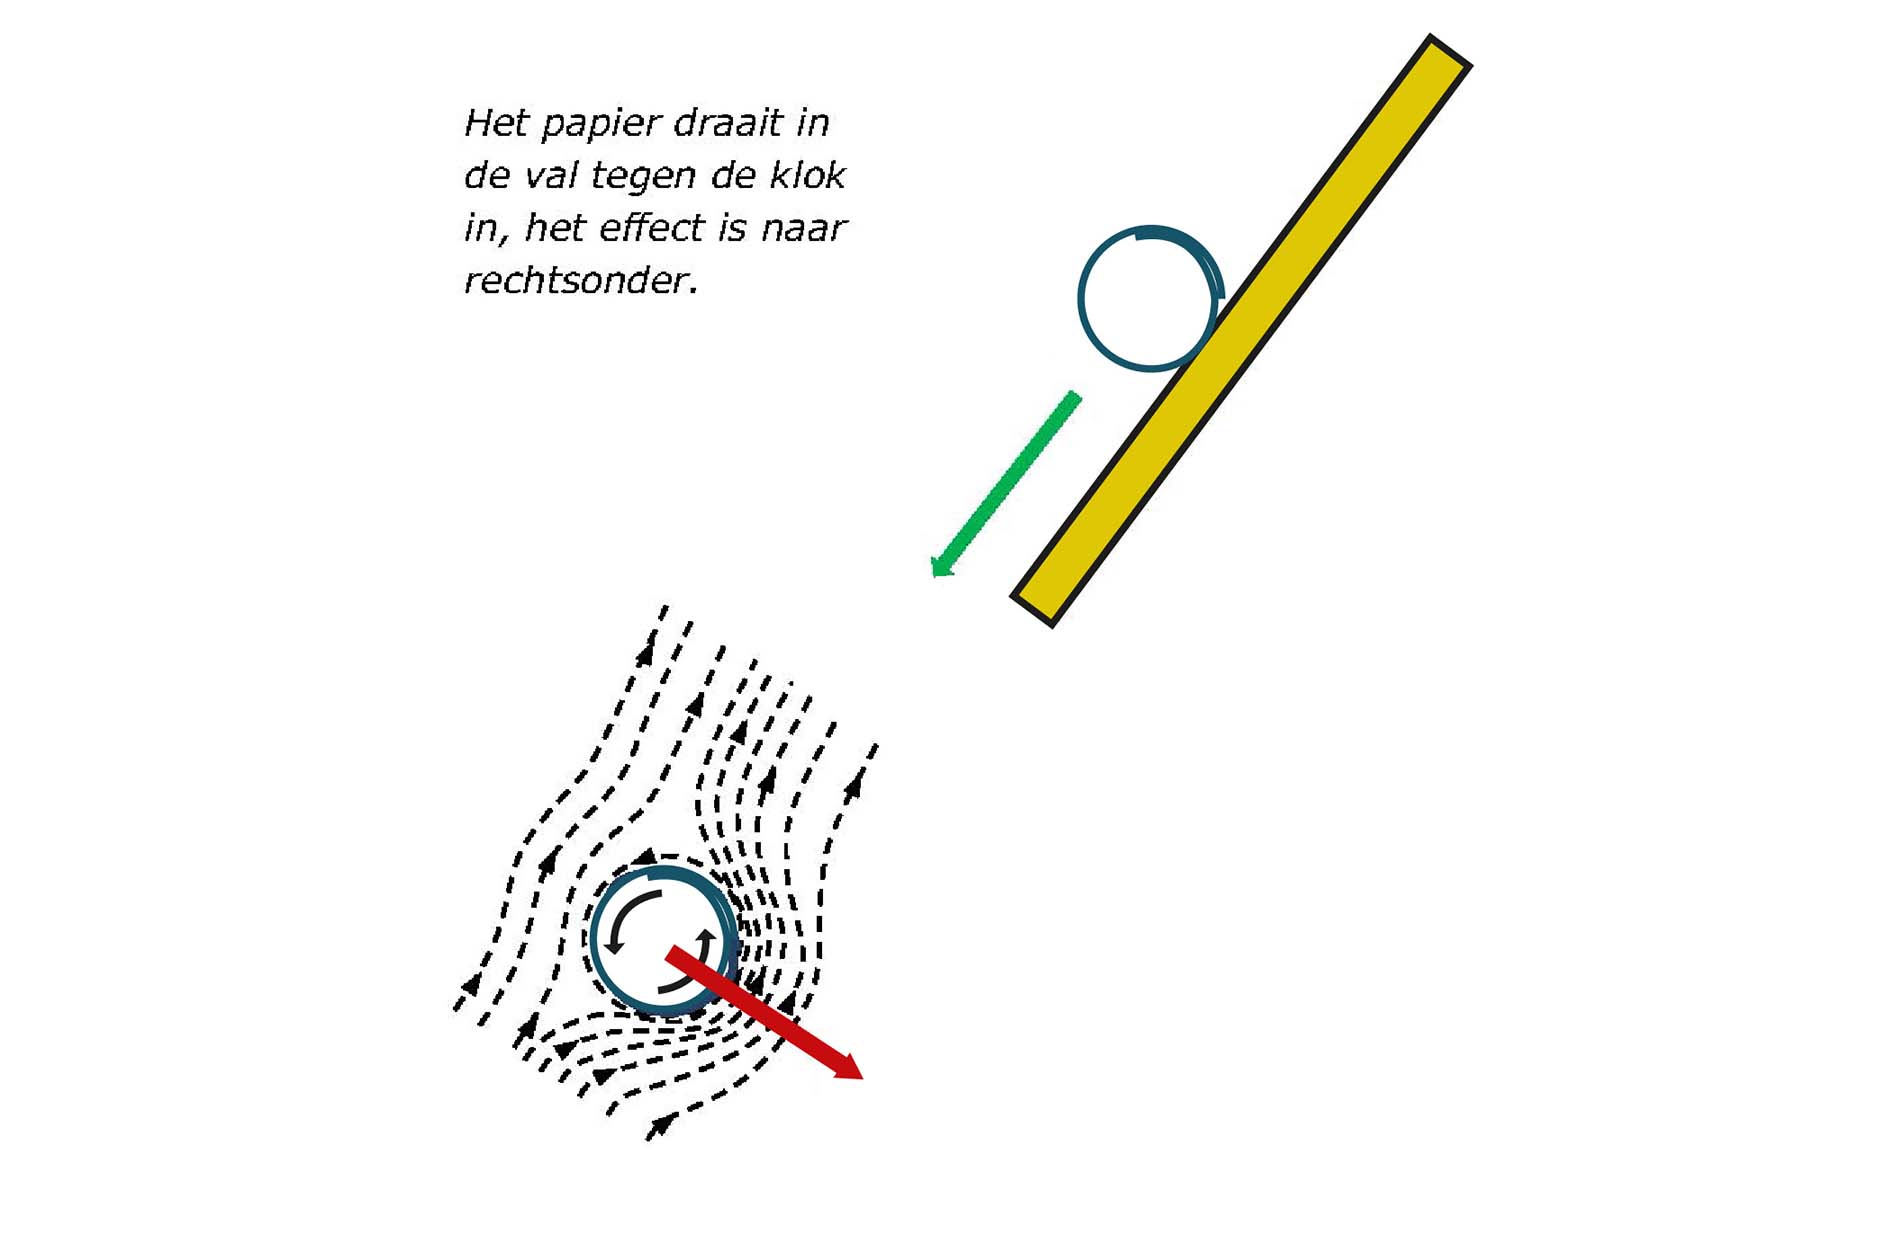 Het papier draait in
de val tegen de klok
in, het effect is naar
rechtsonder.